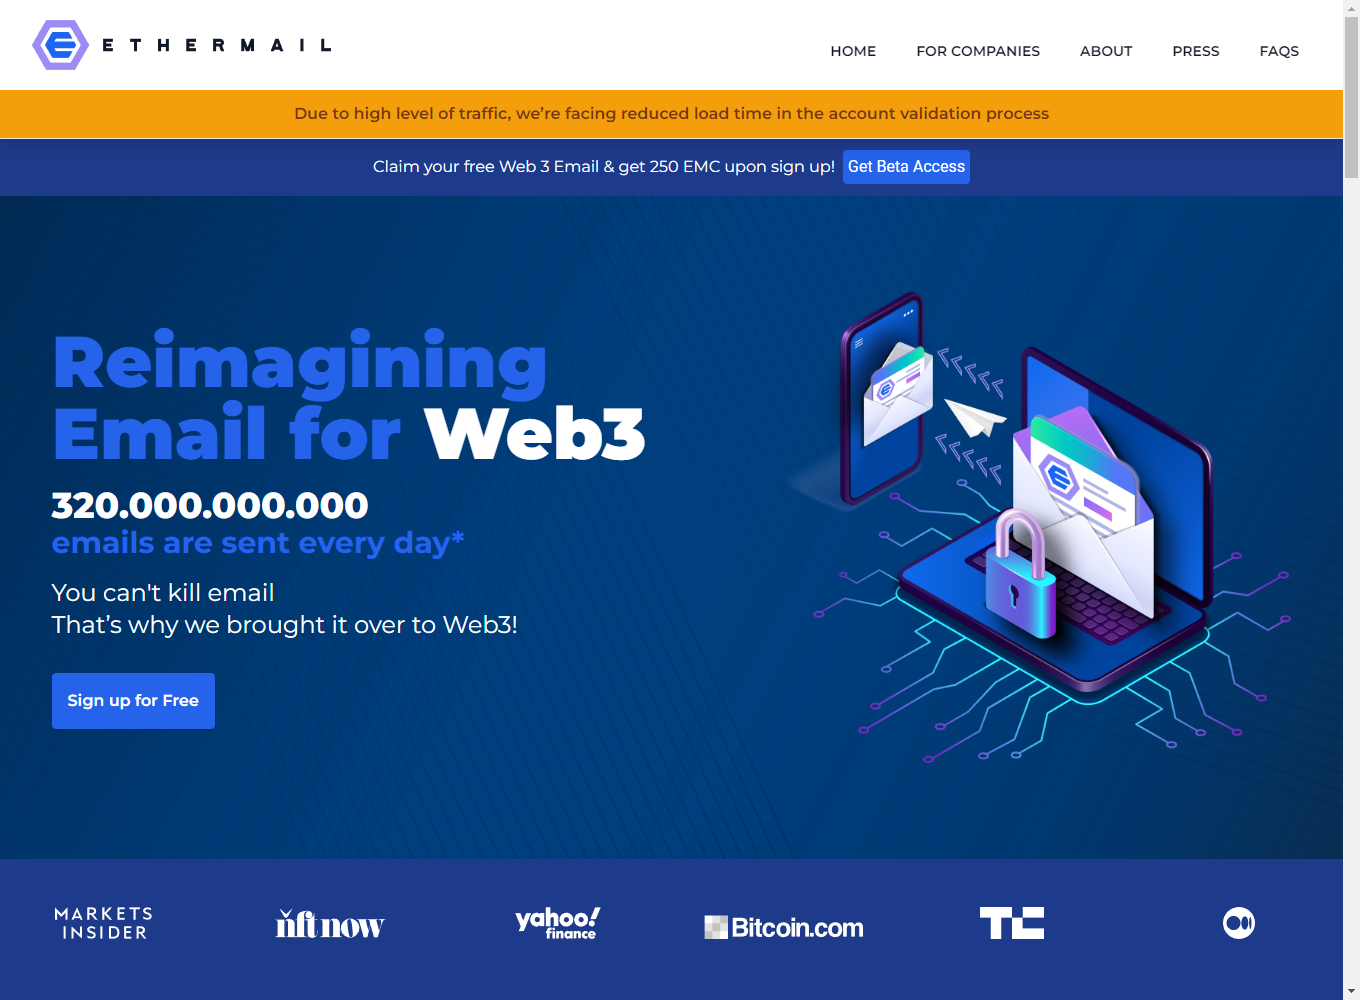 ETHERMAIL
HOME FOR COMPANIES ABOUT PRESS FAQS
Due to high level of traffic, we’re facing reduced load time in the account validation process
Claim your free Web 3 Email & get 250 EMC upon sign up! Get Beta Access
Reimagining
Email for Web3
320.000.000.000
emails are sent every day*
You can't kill email
That’s why we brought it over to Web3!
Sign up for Free
MARKETS
INSIDER
nft now
yahoo!
finance
Bitcoin.com
TC